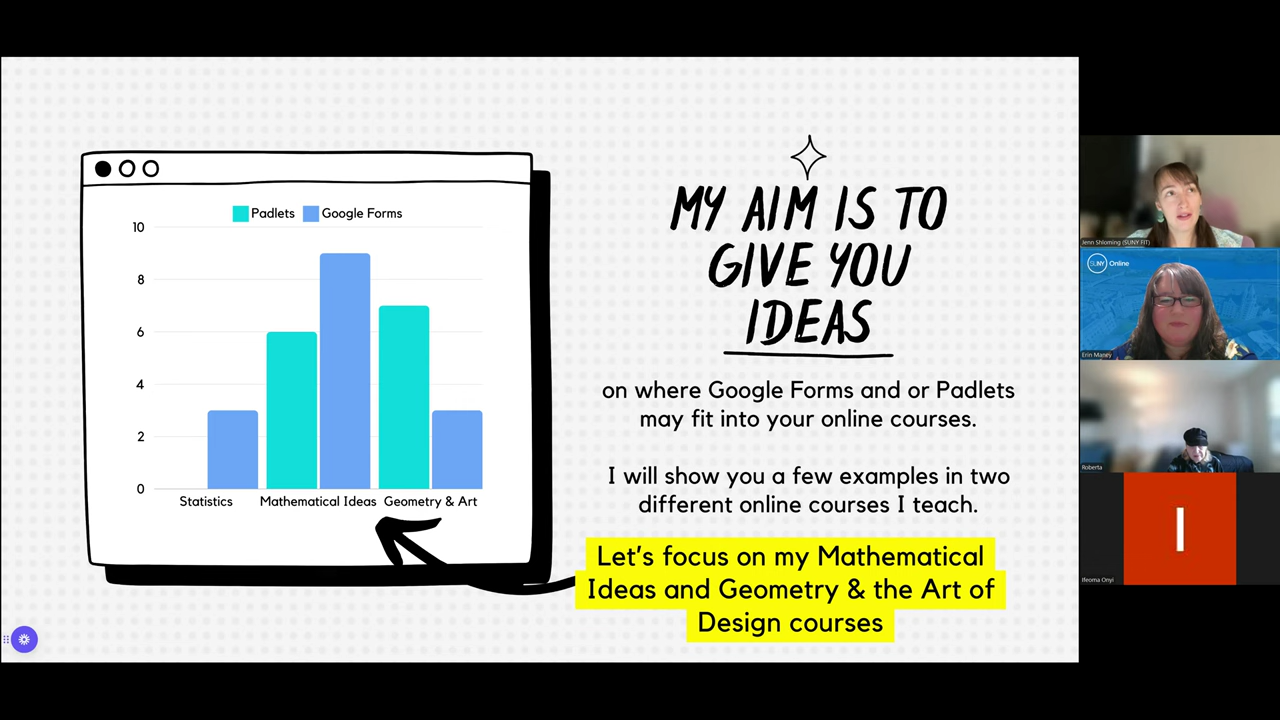 Padlets
Google Forms
10
8
6
4
2
0
Statistics
Mathematical Ideas
Geometry & Art
MY AIM IS TO
GIVE YOU
IDEAS
on where Google Forms and or Padlets
may fit into your online courses.
I will show you a few examples in two
different online courses I teach.
Let's focus on my Mathematical
Ideas and Geometry & the Art of
Design courses
Jenn Shloming (SUNY FIT)
SUNY Online
Erin Maney
Roberta
I
Ifeoma Onyi